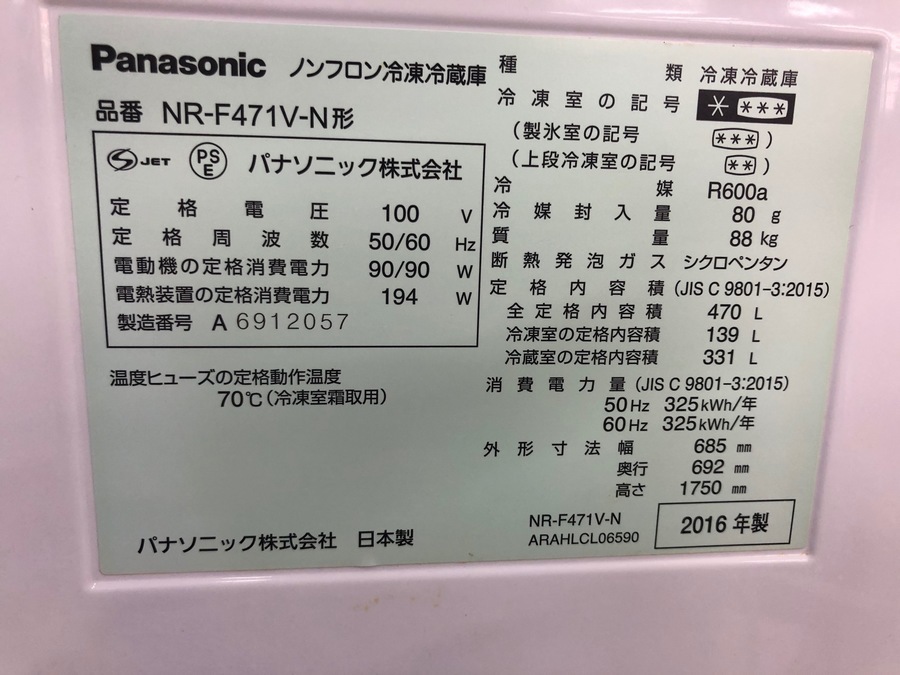 Panasonic ノンフロン冷凍冷蔵庫
品番 NR-F471V-N形
S JET PSE パナソニック株式会社
定格電圧 100 V
定格周波数 50/60 Hz
電動機の定格消費電力 90/90 W
電熱装置の定格消費電力 194 W
製造番号 A 6912057
温度ヒューズの定格動作温度
70℃(冷凍室霜取用)
パナソニック株式会社 日本製
種類 冷凍冷蔵庫
冷凍室の記号 * ***
(製氷室の記号 ***)
(上段冷凍室の記号 **)
冷媒 R600a
冷媒封入量 80 g
質量 88 kg
断熱発泡ガス シクロペンタン
定格内容積 (JIS C 9801-3:2015)
全定格内容積 470 L
冷凍室の定格内容積 139 L
冷蔵室の定格内容積 331 L
消費電力量 (JIS C 9801-3:2015)
50Hz 325kWh/年
60Hz 325kWh/年
外形寸法幅 685 mm
奥行 692 mm
高さ 1750 mm
NR-F471V-N
ARAHLCL06590
2016年製